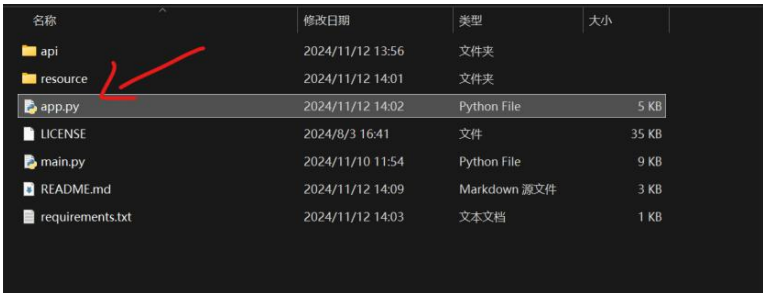 名称 修改日期 类型 大小
api 2024/11/12 13:56 文件夹
resource 2024/11/12 14:01 文件夹
app.py 2024/11/12 14:02 Python File 5 KB
LICENSE 2024/8/3 16:41 文件 35 KB
main.py 2024/11/10 11:54 Python File 9 KB
README.md 2024/11/12 14:09 Markdown 源文件 3 KB
requirements.txt 2024/11/12 14:03 文本文档 1 KB